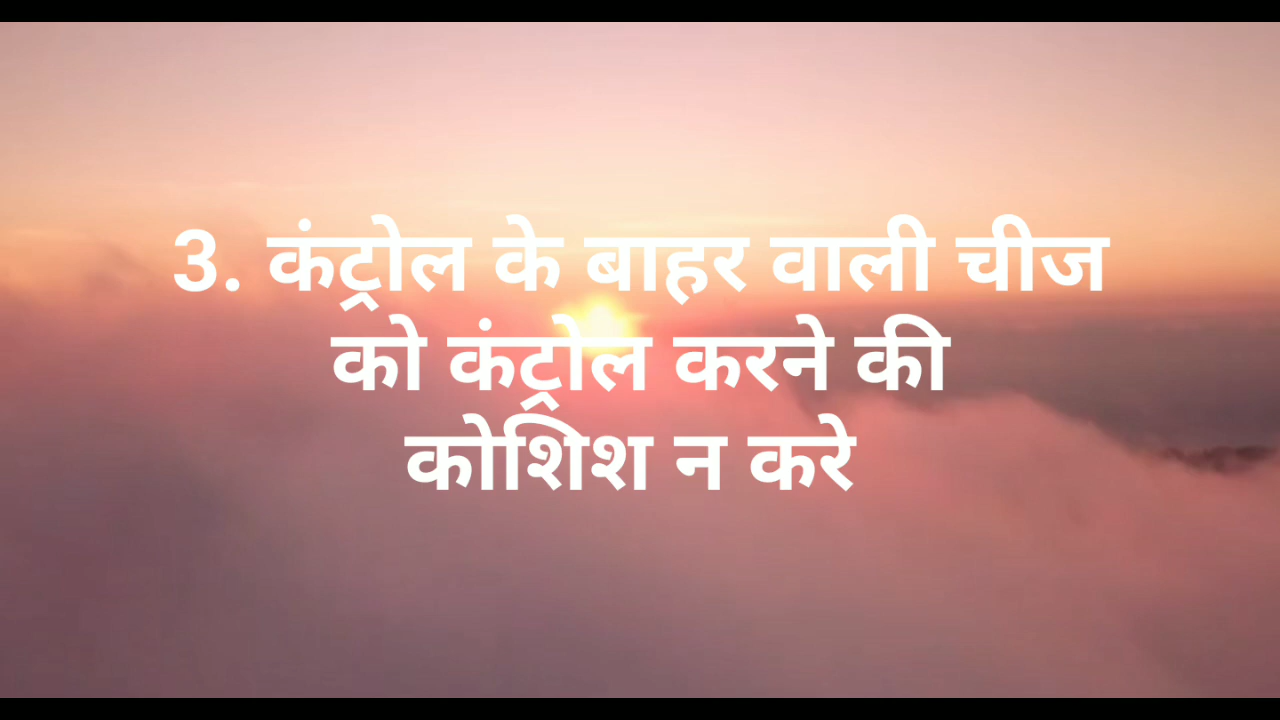 3. कंट्रोल के बाहर वाली चीज
को कंट्रोल करने की
कोशिश न करे